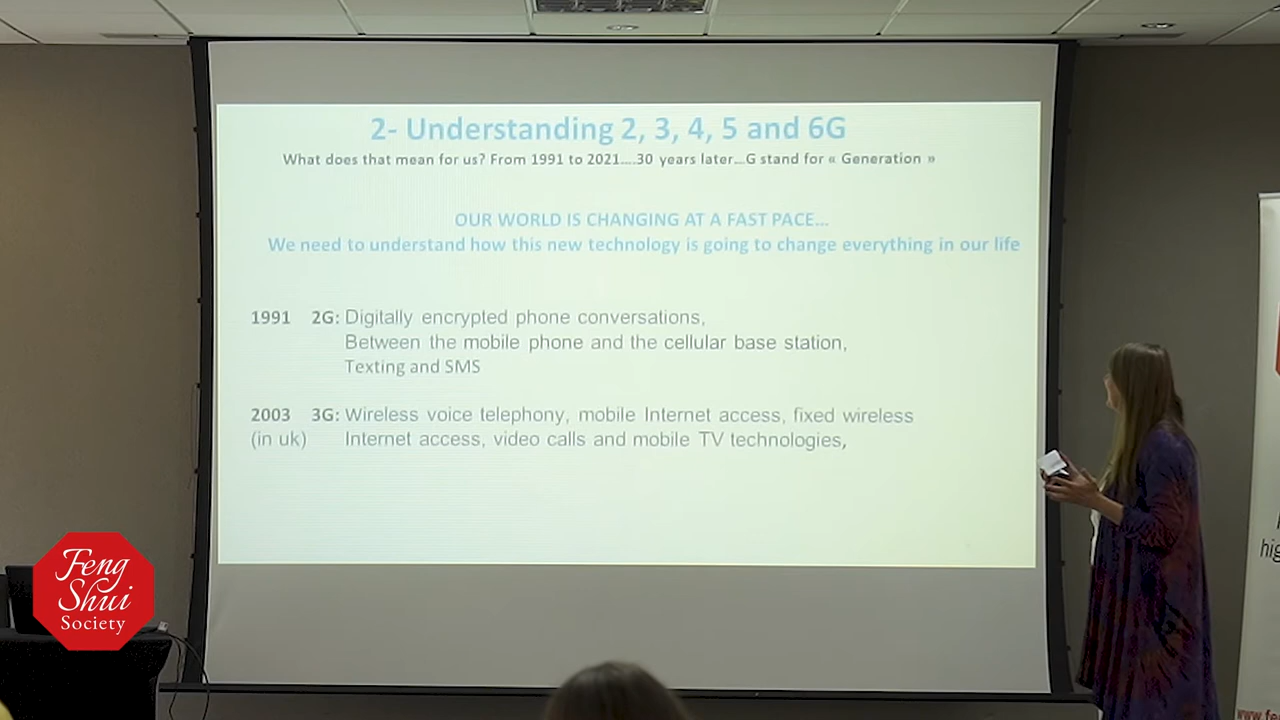 2- Understanding 2, 3, 4, 5 and 6G
What does that mean for us? From 1991 to 2021....30 years later...G stand for « Generation »
OUR WORLD IS CHANGING AT A FAST PACE...
We need to understand how this new technology is going to change everything in our life
1991 2G: Digitally encrypted phone conversations,
Between the mobile phone and the cellular base station,
Texting and SMS
2003 3G: Wireless voice telephony, mobile Internet access, fixed wireless
(in uk) Internet access, video calls and mobile TV technologies,
Feng
Shui
Society